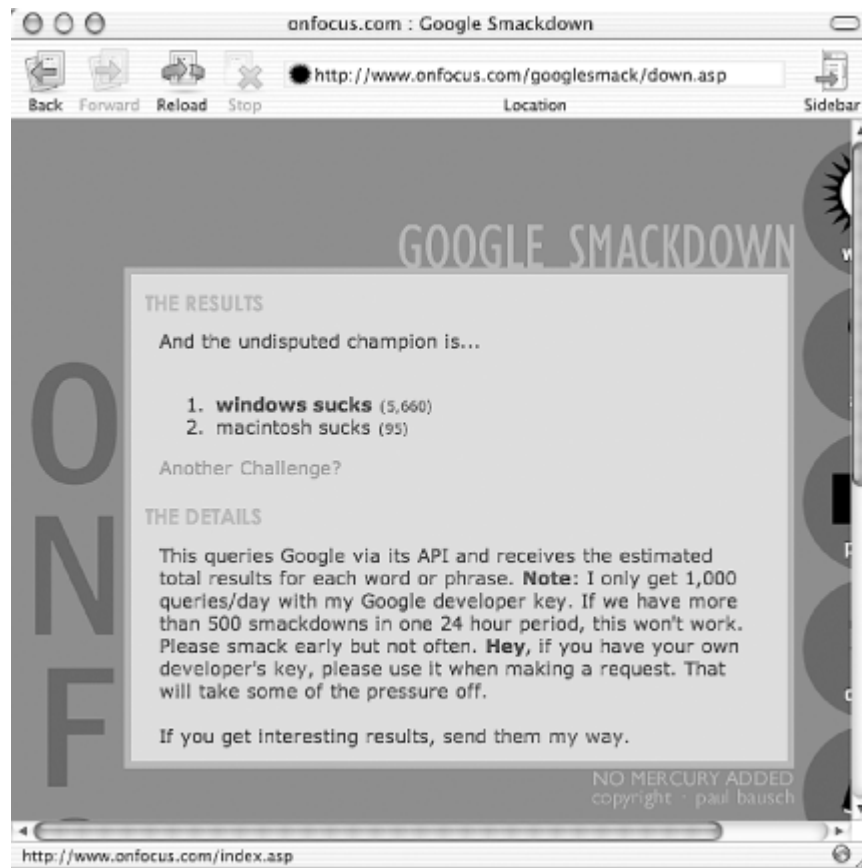 onfocus.com : Google Smackdown
http://www.onfocus.com/googlesmack/down.asp
Back Forward Reload Stop Location Sidebar
GOOGLE SMACKDOWN
THE RESULTS
And the undisputed champion is...
1. windows sucks (5,660)
2. macintosh sucks (95)
Another Challenge?
THE DETAILS
This queries Google via its API and receives the estimated
total results for each word or phrase. Note: I only get 1,000
queries/day with my Google developer key. If we have more
than 500 smackdowns in one 24 hour period, this won't work.
Please smack early but not often. Hey, if you have your own
developer's key, please use it when making a request. That
will take some of the pressure off.
If you get interesting results, send them my way.
NO MERCURY ADDED
copyright · paul bausch
O
N
F
http://www.onfocus.com/index.asp